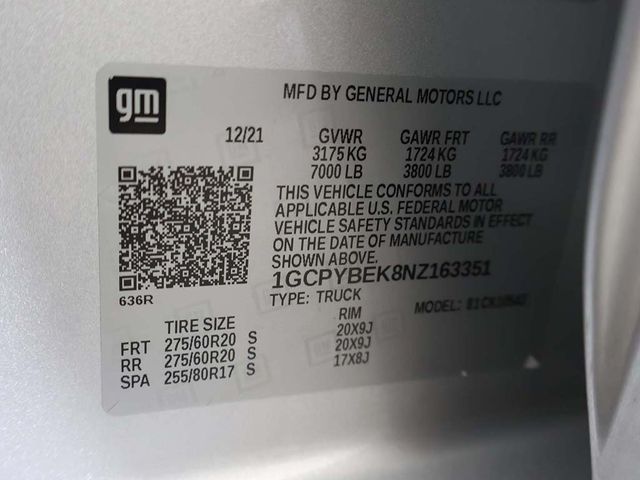 gm
MFD BY GENERAL MOTORS LLC
12/21 GVWR GAWR FRT GAWR RR
3175 KG 1724 KG 1724 KG
7000 LB 3800 LB 3800 LB
THIS VEHICLE CONFORMS TO ALL
APPLICABLE U.S. FEDERAL MOTOR
VEHICLE SAFETY STANDARDS IN EFFECT
ON THE DATE OF MANUFACTURE
SHOWN ABOVE.
1GCPYBEK8NZ163351
636R
TYPE: TRUCK MODEL:
TIRE SIZE RIM
FRT 275/60R20 S 20X9J
RR 275/60R20 S 20X9J
SPA 255/80R17 S 17X8J